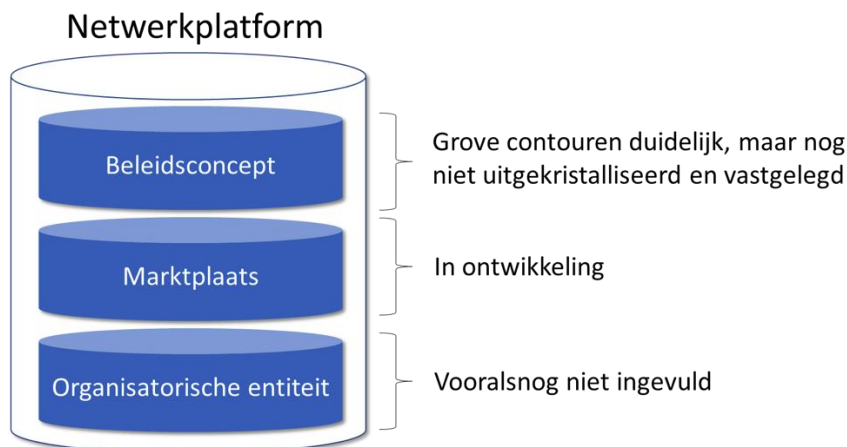 Netwerkplatform
Beleidsconcept
Grove contouren duidelijk, maar nog
niet uitgekristalliseerd en vastgelegd
Marktplaats
In ontwikkeling
Organisatorische entiteit
Vooralsnog niet ingevuld